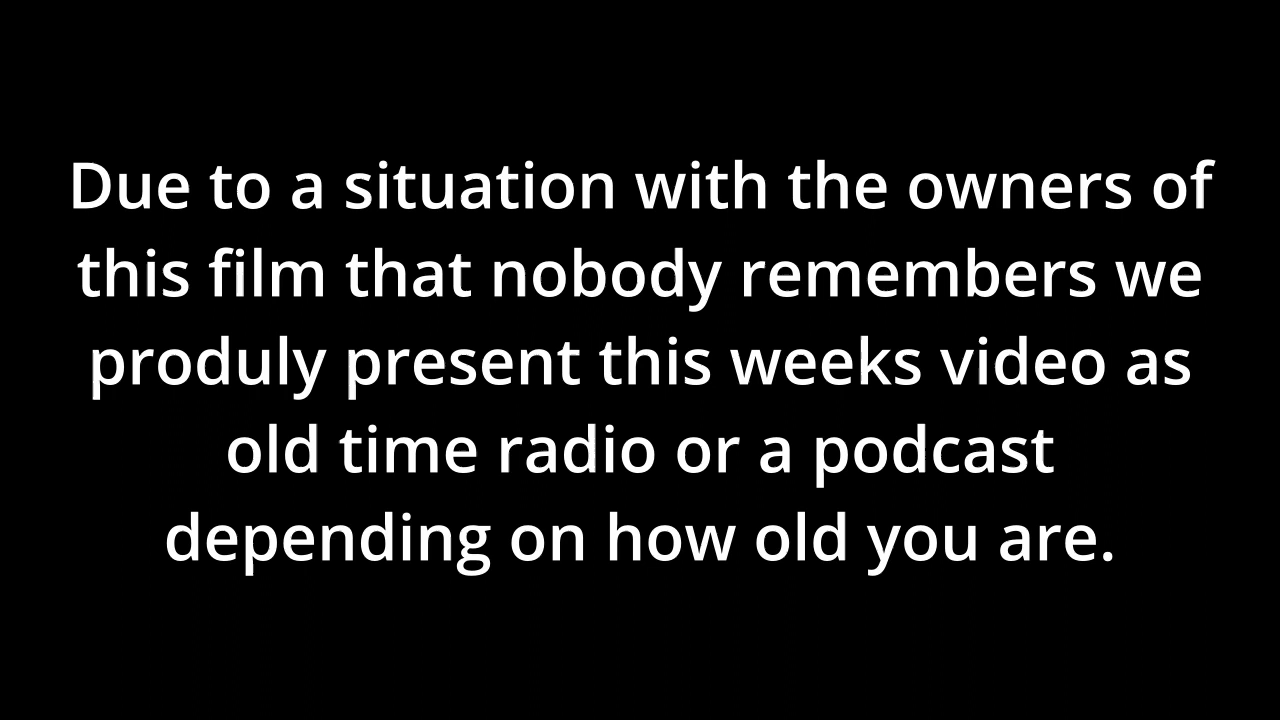 Due to a situation with the owners of
this film that nobody remembers we
produly present this weeks video as
old time radio or a podcast
depending on how old you are.